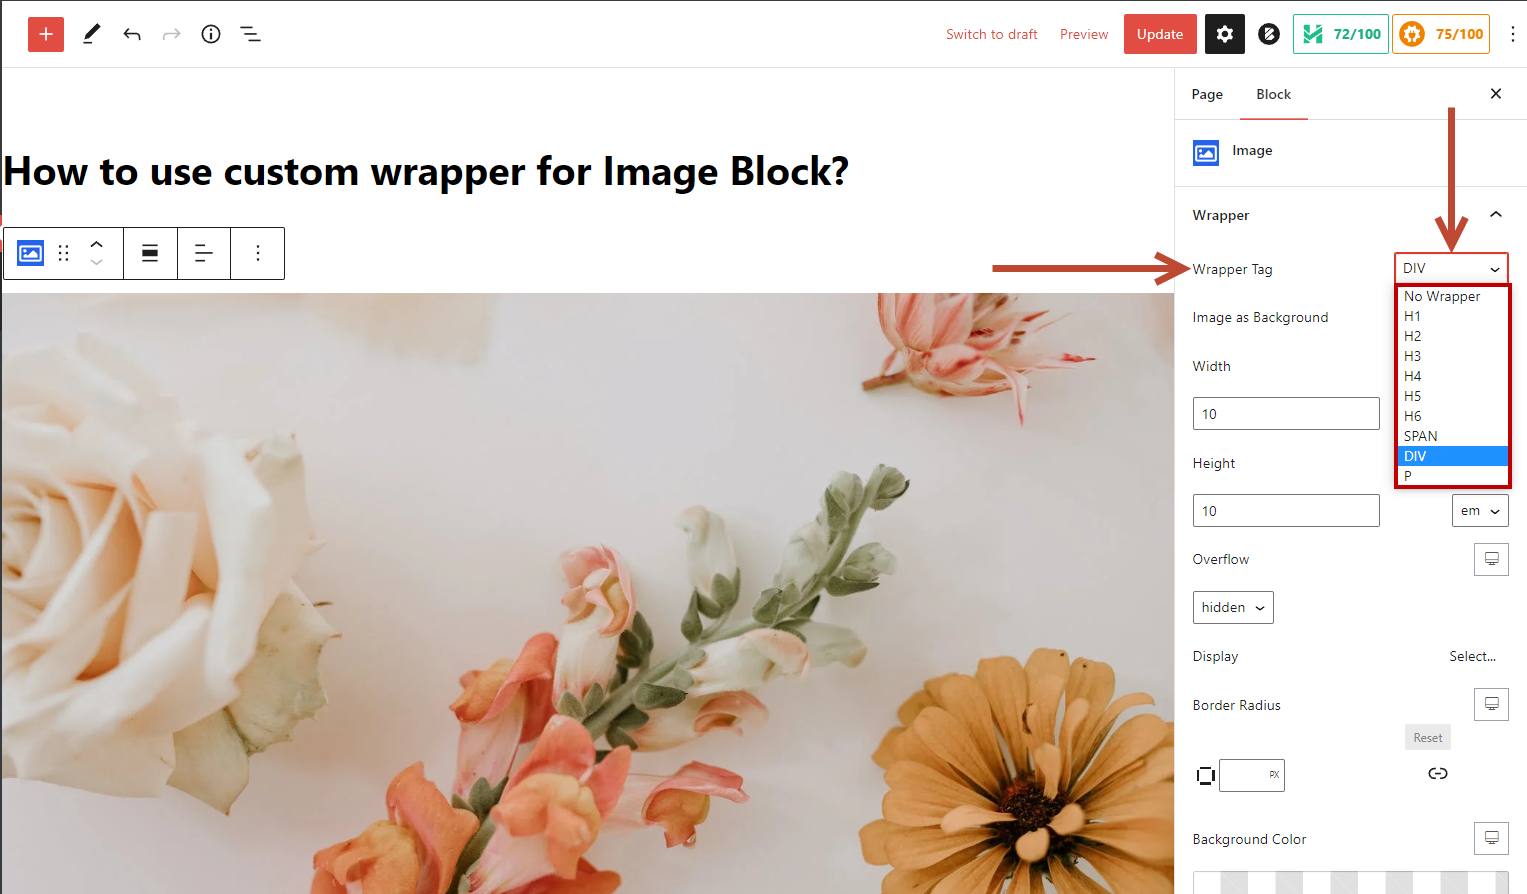 Switch to draft Preview Update 72/100 75/100
Page Block
Image
How to use custom wrapper for Image Block?
Wrapper
Wrapper Tag DIV
No Wrapper
H1
H2
H3
H4
H5
H6
SPAN
DIV
P
Image as Background
Width
10
Height
10 em
Overflow
hidden
Display Select...
Border Radius
Reset
PX
Background Color